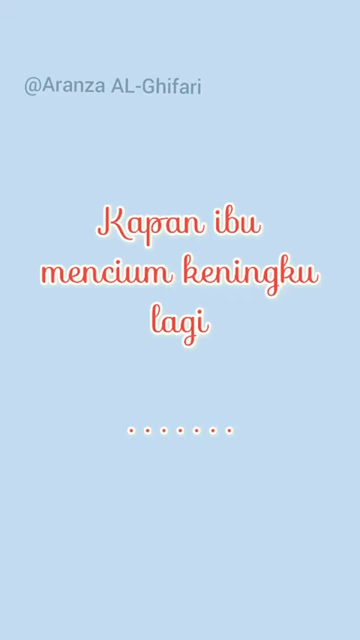 @Aranza AL-Ghifari
Kapan ibu
mencium keningku
lagi
.......